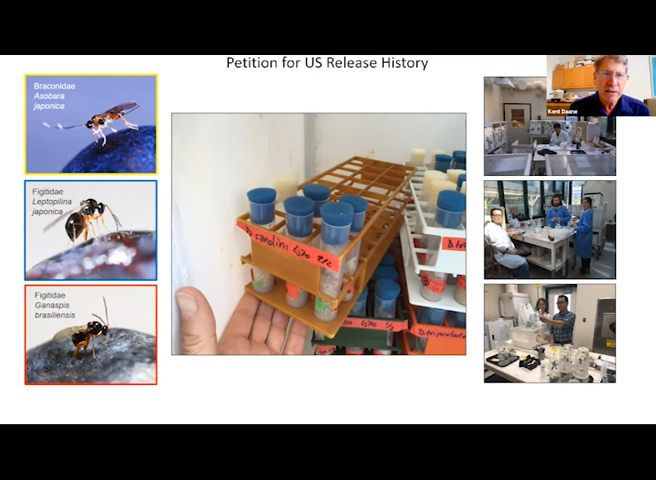 Petition for US Release History
Braconidae
Asobara
japonica
Figitidae
Leptopilina
japonica
Figitidae
Ganaspis
brasiliensis
Kent Daane